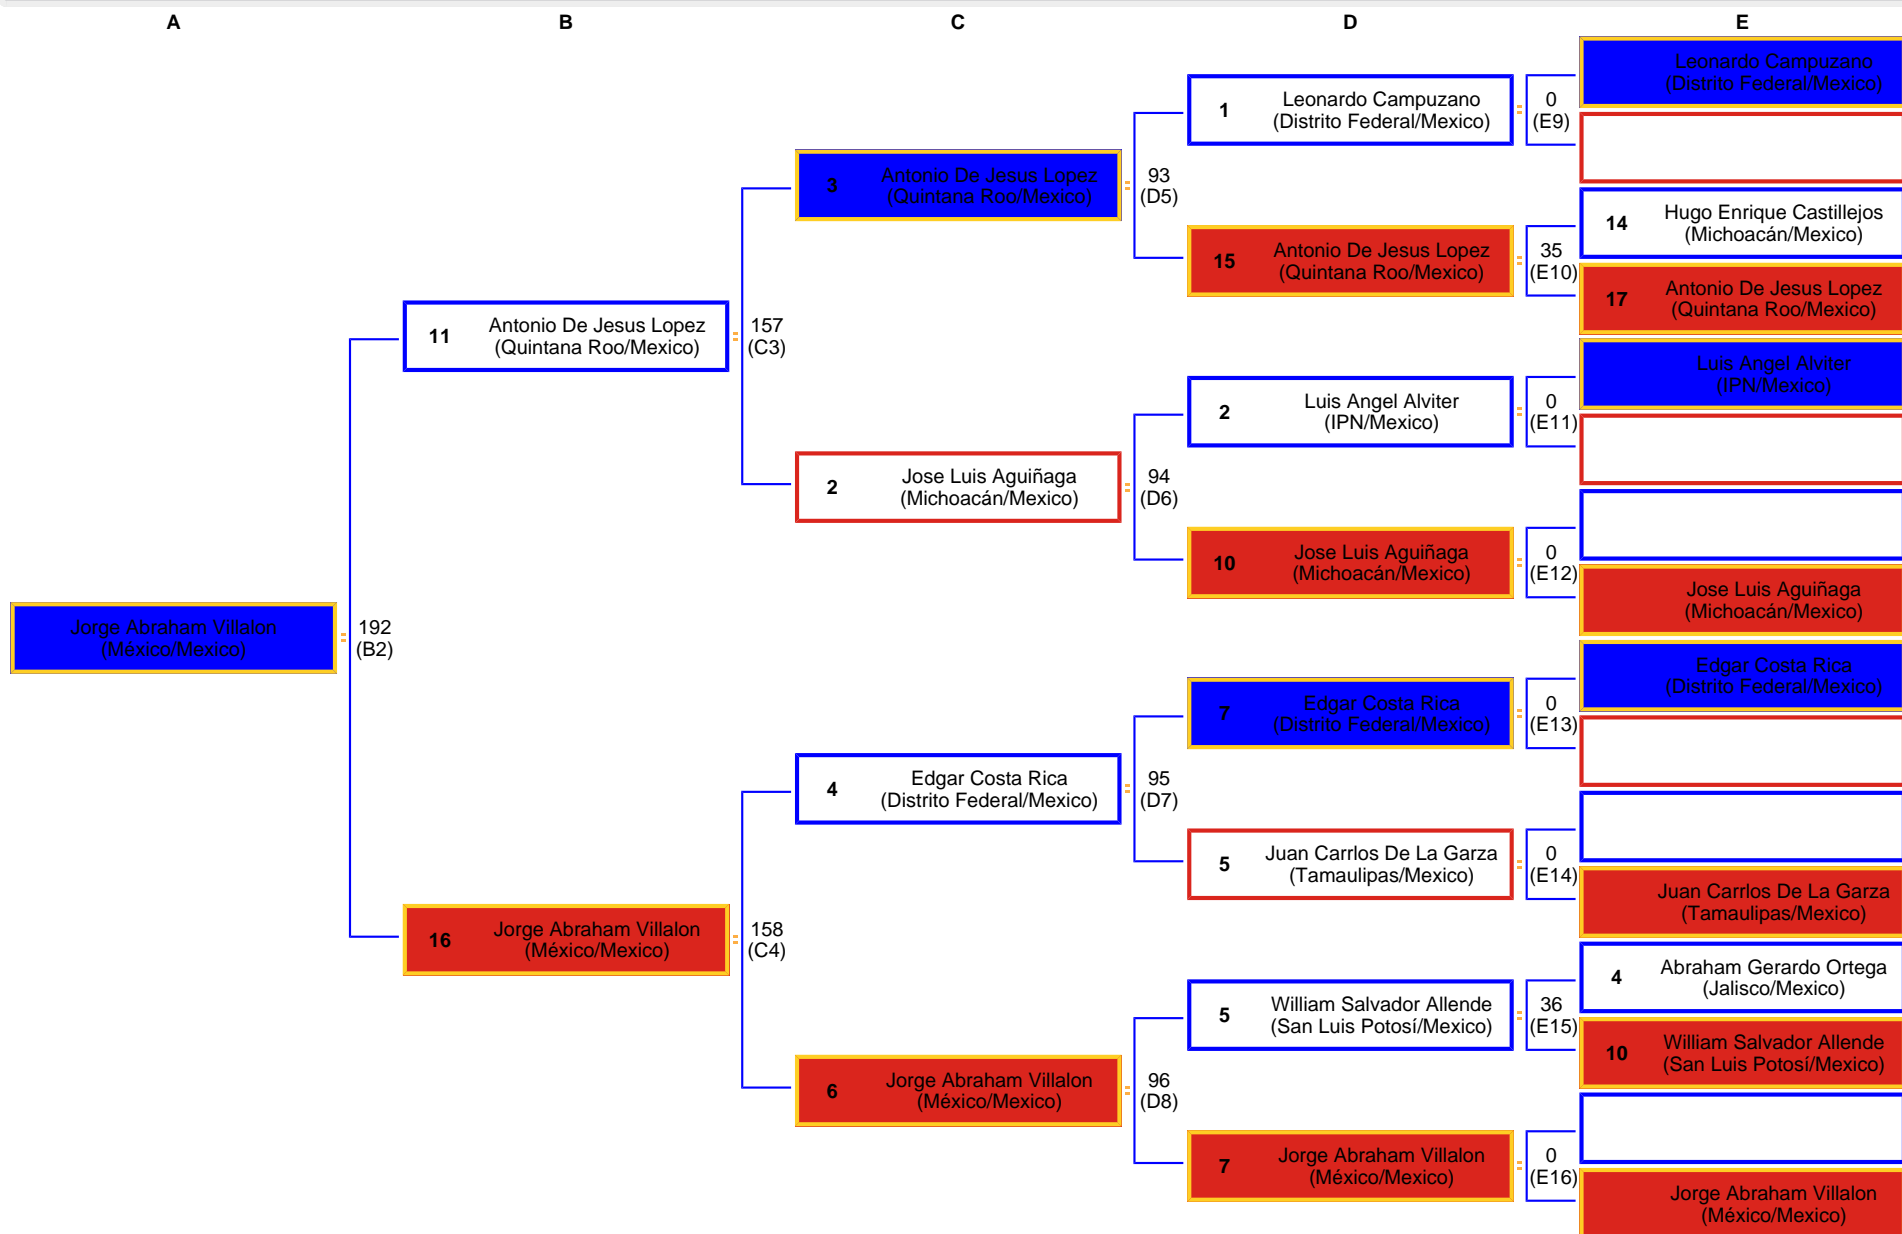 A
B
C
D
E
Jorge Abraham Villalon
(México/Mexico)
192
(B2)
11
Antonio De Jesus Lopez
(Quintana Roo/Mexico)
157
(C3)
16
Jorge Abraham Villalon
(México/Mexico)
158
(C4)
3
Antonio De Jesus Lopez
(Quintana Roo/Mexico)
93
(D5)
2
Jose Luis Aguiñaga
(Michoacán/Mexico)
94
(D6)
4
Edgar Costa Rica
(Distrito Federal/Mexico)
95
(D7)
6
Jorge Abraham Villalon
(México/Mexico)
96
(D8)
1
Leonardo Campuzano
(Distrito Federal/Mexico)
0
(E9)
15
Antonio De Jesus Lopez
(Quintana Roo/Mexico)
35
(E10)
2
Luis Angel Alviter
(IPN/Mexico)
0
(E11)
10
Jose Luis Aguiñaga
(Michoacán/Mexico)
0
(E12)
7
Edgar Costa Rica
(Distrito Federal/Mexico)
0
(E13)
5
Juan Carrlos De La Garza
(Tamaulipas/Mexico)
0
(E14)
5
William Salvador Allende
(San Luis Potosí/Mexico)
36
(E15)
7
Jorge Abraham Villalon
(México/Mexico)
0
(E16)
Leonardo Campuzano
(Distrito Federal/Mexico)
14
Hugo Enrique Castillejos
(Michoacán/Mexico)
17
Antonio De Jesus Lopez
(Quintana Roo/Mexico)
Luis Angel Alviter
(IPN/Mexico)
Jose Luis Aguiñaga
(Michoacán/Mexico)
Edgar Costa Rica
(Distrito Federal/Mexico)
Juan Carrlos De La Garza
(Tamaulipas/Mexico)
4
Abraham Gerardo Ortega
(Jalisco/Mexico)
10
William Salvador Allende
(San Luis Potosí/Mexico)
Jorge Abraham Villalon
(México/Mexico)